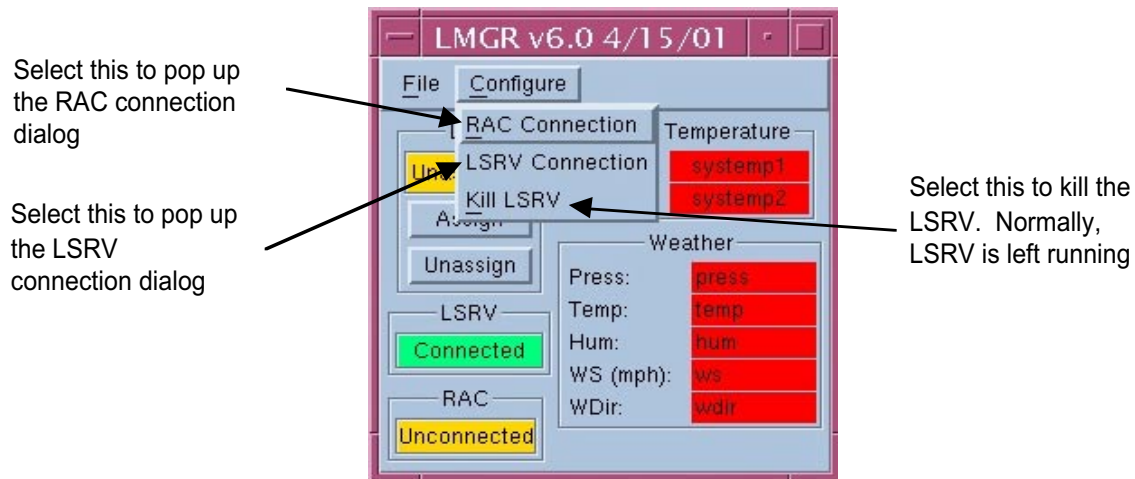 LMGR v6.0 4/15/01
Select this to pop up
the RAC connection
dialog
File Configure
RAC Connection
LSRV Connection
Kill LSRV
Temperature
systemp1
systemp2
Select this to pop up
the LSRV
connection dialog
Select this to kill the
LSRV. Normally,
LSRV is left running
Unassign
LSRV
Connected
RAC
Unconnected
Weather
Press: press
Temp: temp
Hum: hum
WS (mph): ws
WDir: wdir